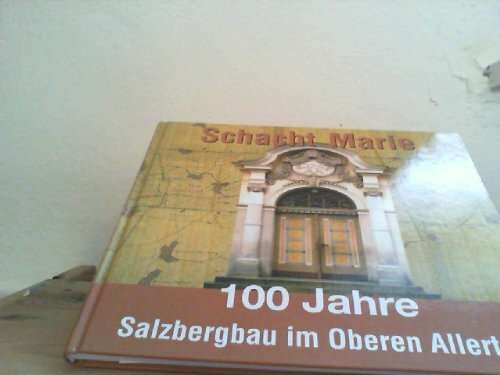 Schacht Marie
100 Jahre
Salzbergbau im Oberen Allert